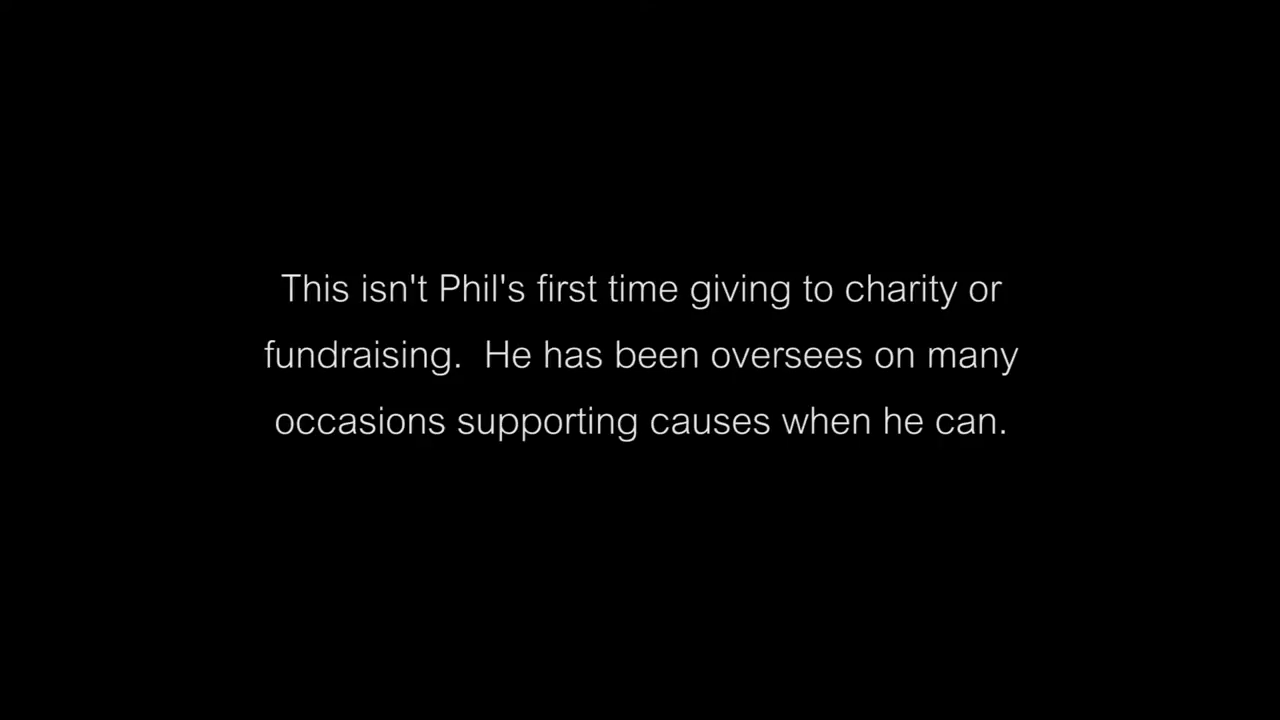 This isn't Phil's first time giving to charity or
fundraising.  He has been oversees on many
occasions supporting causes when he can.